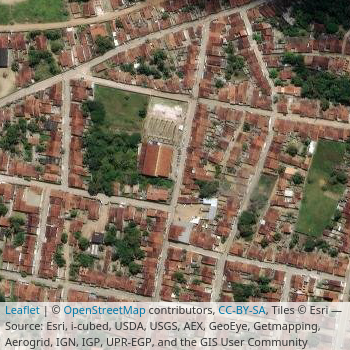 Leaflet | © OpenStreetMap contributors, CC-BY-SA, Tiles © Esri —
Source: Esri, i-cubed, USDA, USGS, AEX, GeoEye, Getmapping,
Aerogrid, IGN, IGP, UPR-EGP, and the GIS User Community